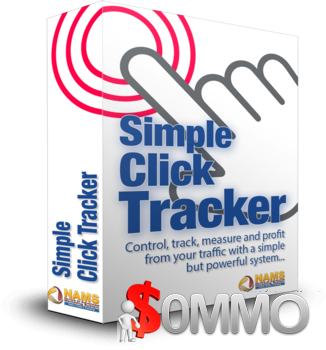 Simple
Click
Tracker
Control, track, measure and profit
from your traffic with a simple
but powerful system...
NAMS
Simple
Click Tracker
NAMS
$0MMO